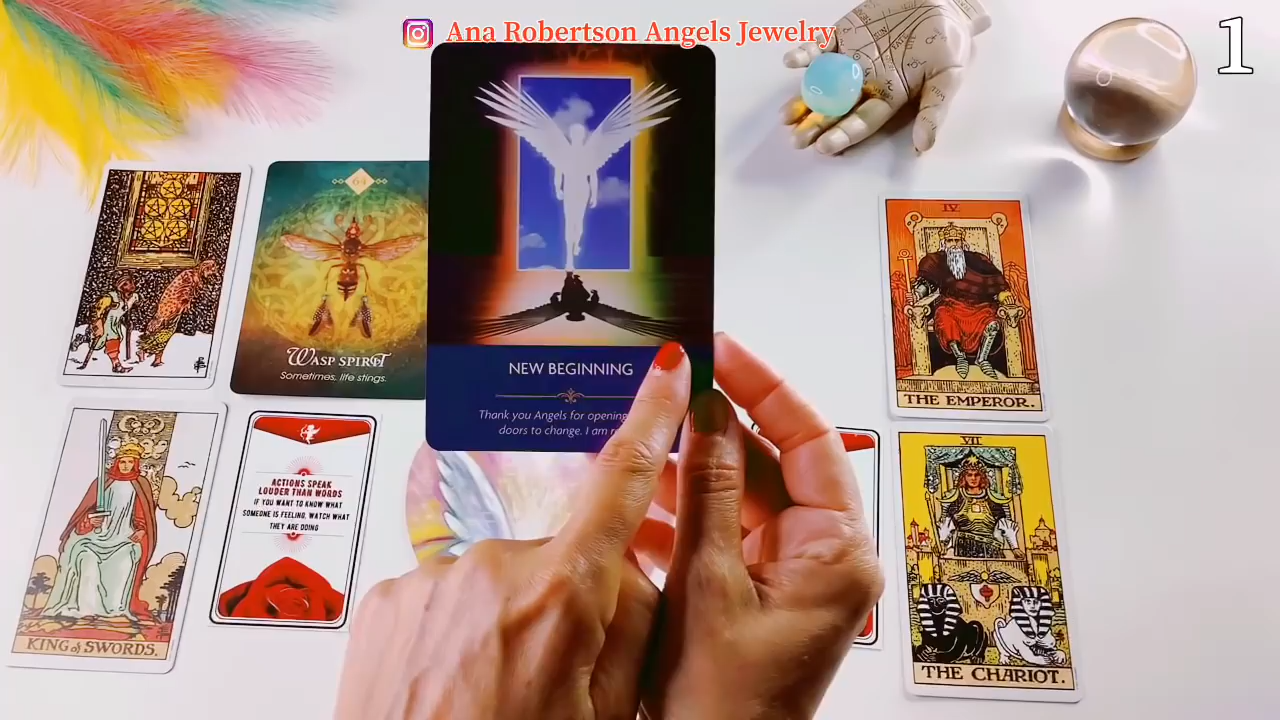 Ana Robertson Angels Jewelry
1
64
WASP SPIRIT
Sometimes, life stings.
NEW BEGINNING
Thank you Angels for opening
doors to change. I am
IV
THE EMPEROR.
KING of SWORDS.
ACTIONS SPEAK
LOUDER THAN WORDS
IF YOU WANT TO KNOW WHAT
SOMEONE IS FEELING, WATCH WHAT
THEY ARE DOING
VII
THE CHARIOT.